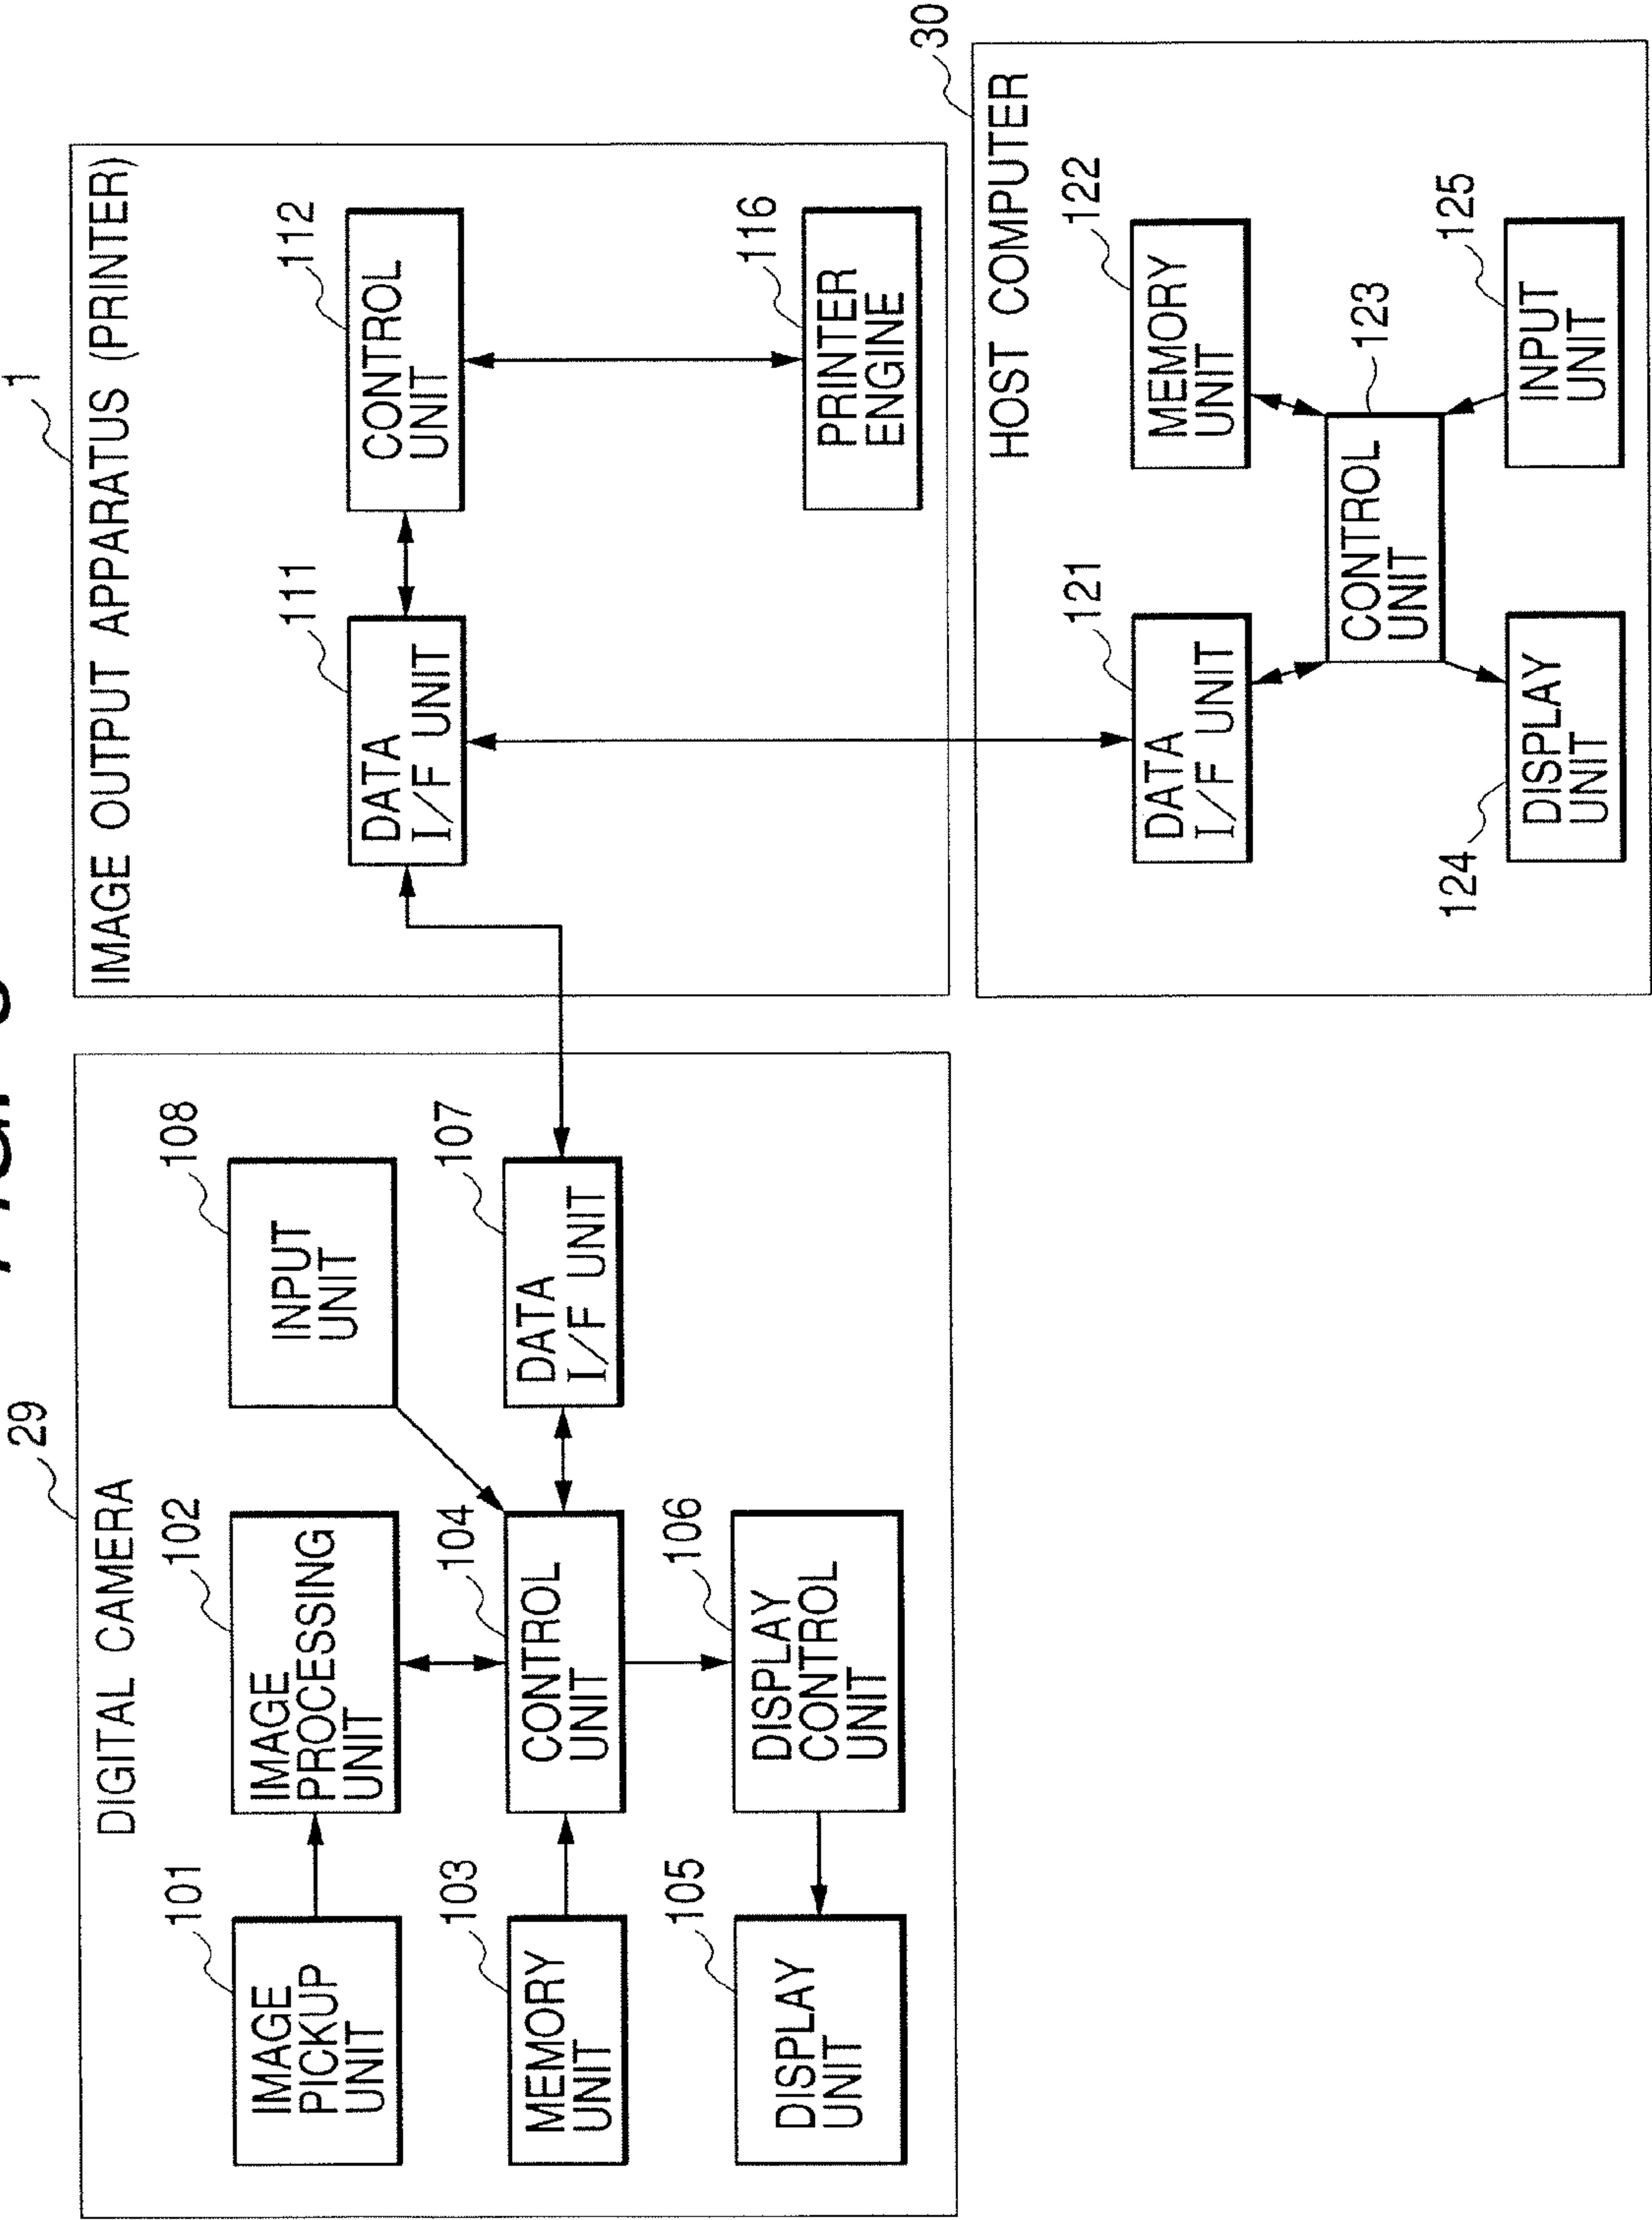 29
DIGITAL CAMERA
101
IMAGE
PICKUP
UNIT
102
IMAGE
PROCESSING
UNIT
108
INPUT
UNIT
103
MEMORY
UNIT
104
CONTROL
UNIT
107
DATA
I/F UNIT
105
DISPLAY
UNIT
106
DISPLAY
CONTROL
UNIT
1
IMAGE OUTPUT APPARATUS (PRINTER)
111
DATA
I/F UNIT
112
CONTROL
UNIT
116
PRINTER
ENGINE
30
HOST COMPUTER
121
DATA
I/F UNIT
122
MEMORY
UNIT
123
CONTROL
UNIT
124
DISPLAY
UNIT
125
INPUT
UNIT